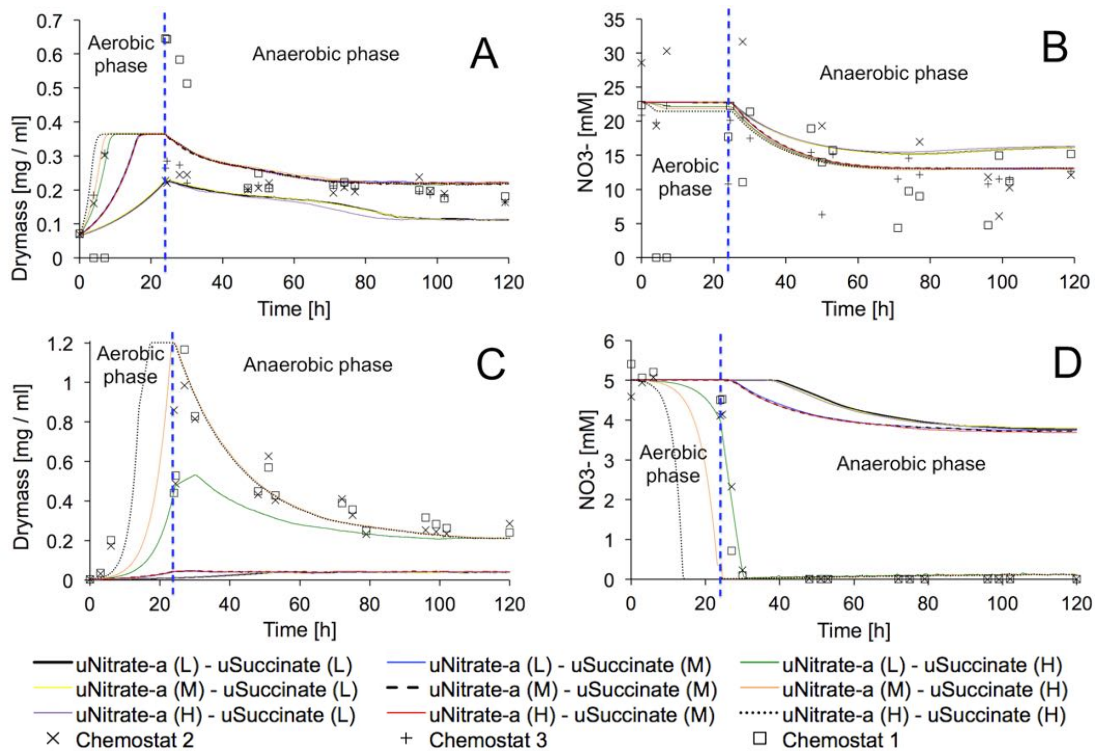 A
Aerobic
phase
Anaerobic phase
Drymass [mg / ml]
0.7
0.6
0.5
0.4
0.3
0.2
0.1
0
0 20 40 60 80 100 120
Time [h]
B
Anaerobic phase
Aerobic
phase
NO3- [mM]
35
30
25
20
15
10
5
0
0 20 40 60 80 100 120
Time [h]
C
Aerobic
phase
Anaerobic phase
Drymass [mg / ml]
1.2
1
0.8
0.6
0.4
0.2
0
0 20 40 60 80 100 120
Time [h]
D
Aerobic
phase
Anaerobic phase
NO3- [mM]
6
5
4
3
2
1
0
0 20 40 60 80 100 120
Time [h]
uNitrate-a (L) - uSuccinate (L) uNitrate-a (L) - uSuccinate (M) uNitrate-a (L) - uSuccinate (H)
uNitrate-a (M) - uSuccinate (L) uNitrate-a (M) - uSuccinate (M) uNitrate-a (M) - uSuccinate (H)
uNitrate-a (H) - uSuccinate (L) uNitrate-a (H) - uSuccinate (M) uNitrate-a (H) - uSuccinate (H)
Chemostat 2 Chemostat 3 Chemostat 1